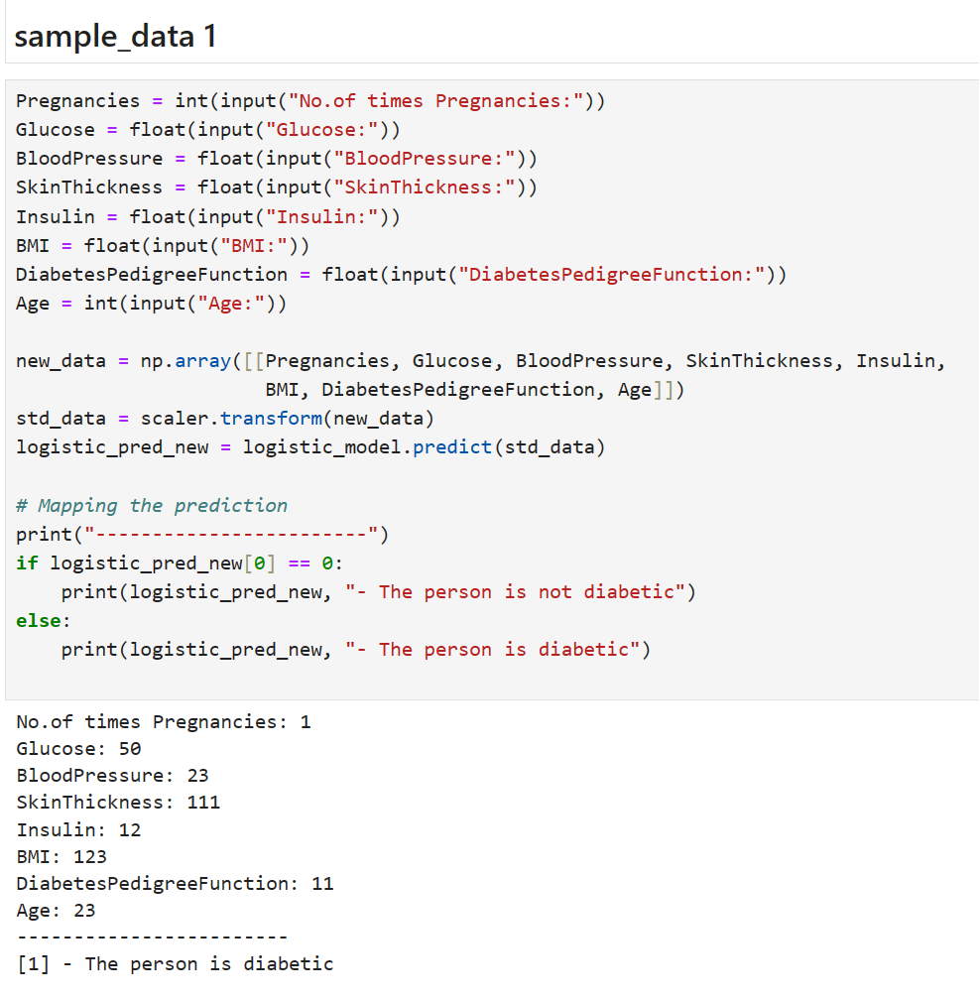 sample_data 1
Pregnancies = int(input("No.of times Pregnancies:"))
Glucose = float(input("Glucose:"))
BloodPressure = float(input("BloodPressure:"))
SkinThickness = float(input("SkinThickness:"))
Insulin = float(input("Insulin:"))
BMI = float(input("BMI:"))
DiabetesPedigreeFunction = float(input("DiabetesPedigreeFunction:"))
Age = int(input("Age:"))
new_data = np.array([[Pregnancies, Glucose, BloodPressure, SkinThickness, Insulin,
                      BMI, DiabetesPedigreeFunction, Age]])
std_data = scaler.transform(new_data)
logistic_pred_new = logistic_model.predict(std_data)
# Mapping the prediction
print("------------------------")
if logistic_pred_new[0] == 0:
    print(logistic_pred_new, "- The person is not diabetic")
else:
    print(logistic_pred_new, "- The person is diabetic")
No.of times Pregnancies: 1
Glucose: 50
BloodPressure: 23
SkinThickness: 111
Insulin: 12
BMI: 123
DiabetesPedigreeFunction: 11
Age: 23
------------------------
[1] - The person is diabetic